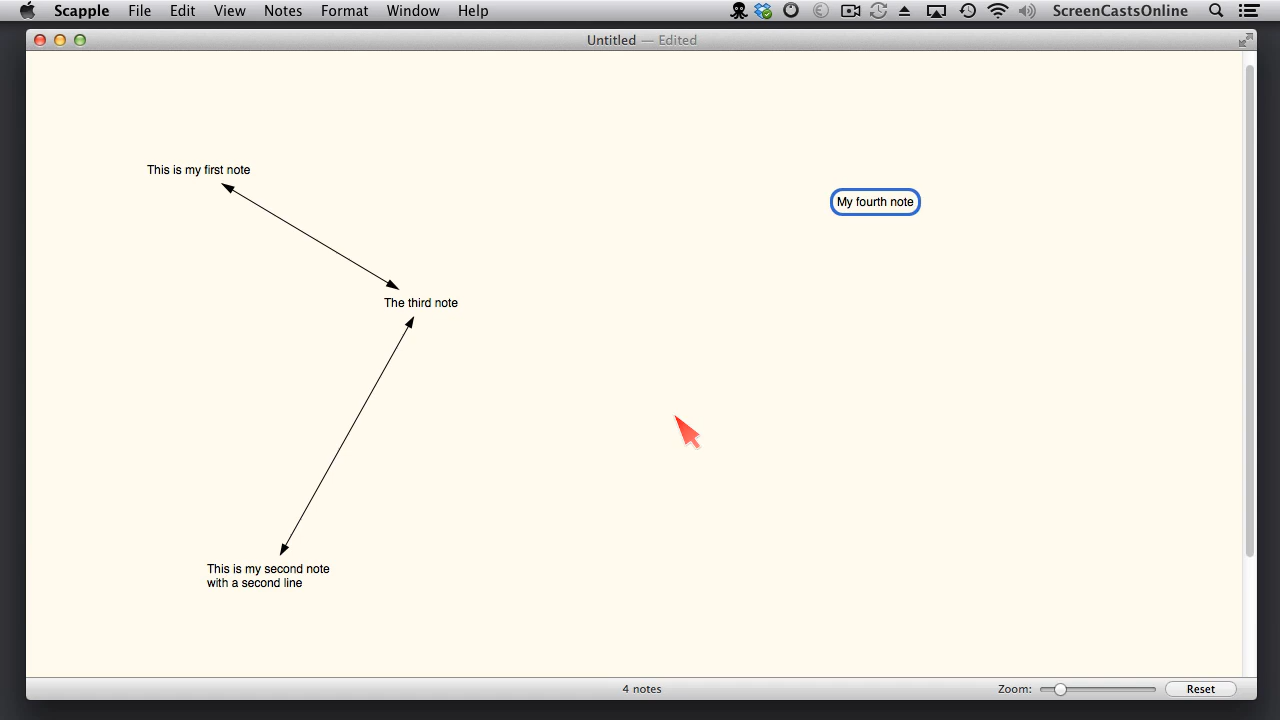 Scapple File Edit View Notes Format Window Help ScreenCastsOnline
Untitled — Edited
This is my first note
My fourth note
The third note
This is my second note
with a second line
4 notes Zoom: Reset